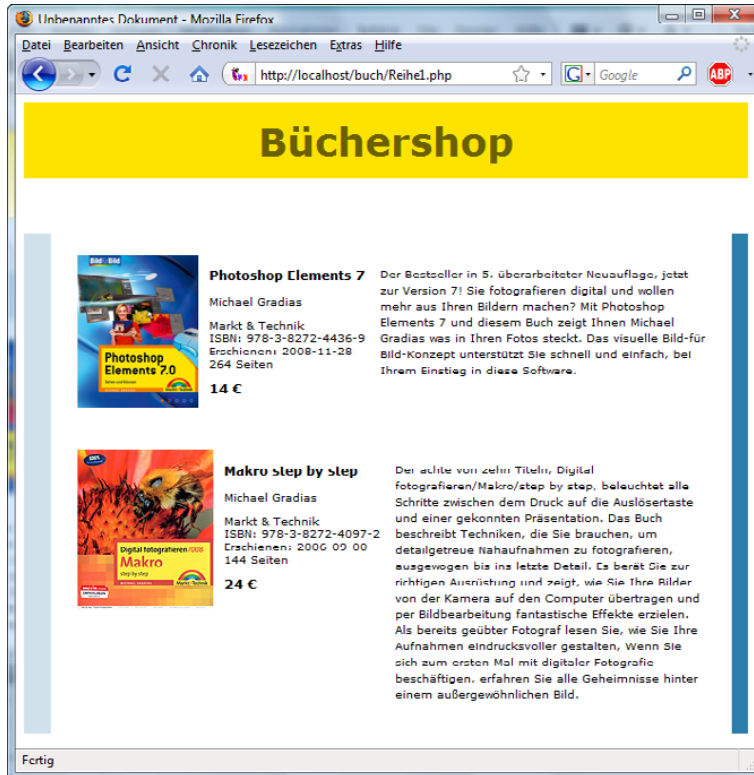 Unbenanntes Dokument - Mozilla Firefox
Datei Bearbeiten Ansicht Chronik Lesezeichen Extras Hilfe
http://localhost/buch/Reihe1.php
G
Google
ABP
Büchershop
Bild Bild
Photoshop
Elements 7.0
Photoshop Elements 7
Michael Gradias
Markt & Technik
ISBN: 978-3-8272-4436-9
Erschienen: 2008-11-28
264 Seiten
14 €
Der Bestseller in 5. überarbeiteter Neuauflage, jetzt
zur Version 7! Sie fotografieren digital und wollen
mehr aus Ihren Bildern machen? Mit Photoshop
Elements 7 und diesem Buch zeigt Ihnen Michael
Gradias was in Ihren Fotos steckt. Das visuelle Bild-für
Bild-Konzept unterstützt Sie schnell und einfach, bei
Ihrem Einstieg in diese Software.
Digital fotografieren
Makro
step by step
Makro step by step
Michael Gradias
Markt & Technik
ISBN: 978-3-8272-4097-2
Erschienen: 2006 09 00
144 Seiten
24 €
Der achte von zehn Titeln, Digital
fotografieren/Makro/step by step, beleuchtet alle
Schritte zwischen dem Druck auf die Auslösertaste
und einer gekonnten Präsentation. Das Buch
beschreibt Techniken, die Sie brauchen, um
detailgetreue Nahaufnahmen zu fotografieren,
ausgewogen bis ins letzte Detail. Es berät Sie zur
richtigen Ausrüstung und zeigt, wie Sie Ihre Bilder
von der Kamera auf den Computer übertragen und
per Bildbearbeitung fantastische Effekte erzielen.
Als bereits geübter Fotograf lesen Sie, wie Sie Ihre
Aufnahmen eindrucksvoller gestalten, Wenn Sie
sich zum ersten Mal mit digitaler Fotografie
beschäftigen, erfahren Sie alle Geheimnisse hinter
einem außergewöhnlichen Bild.
Fertig